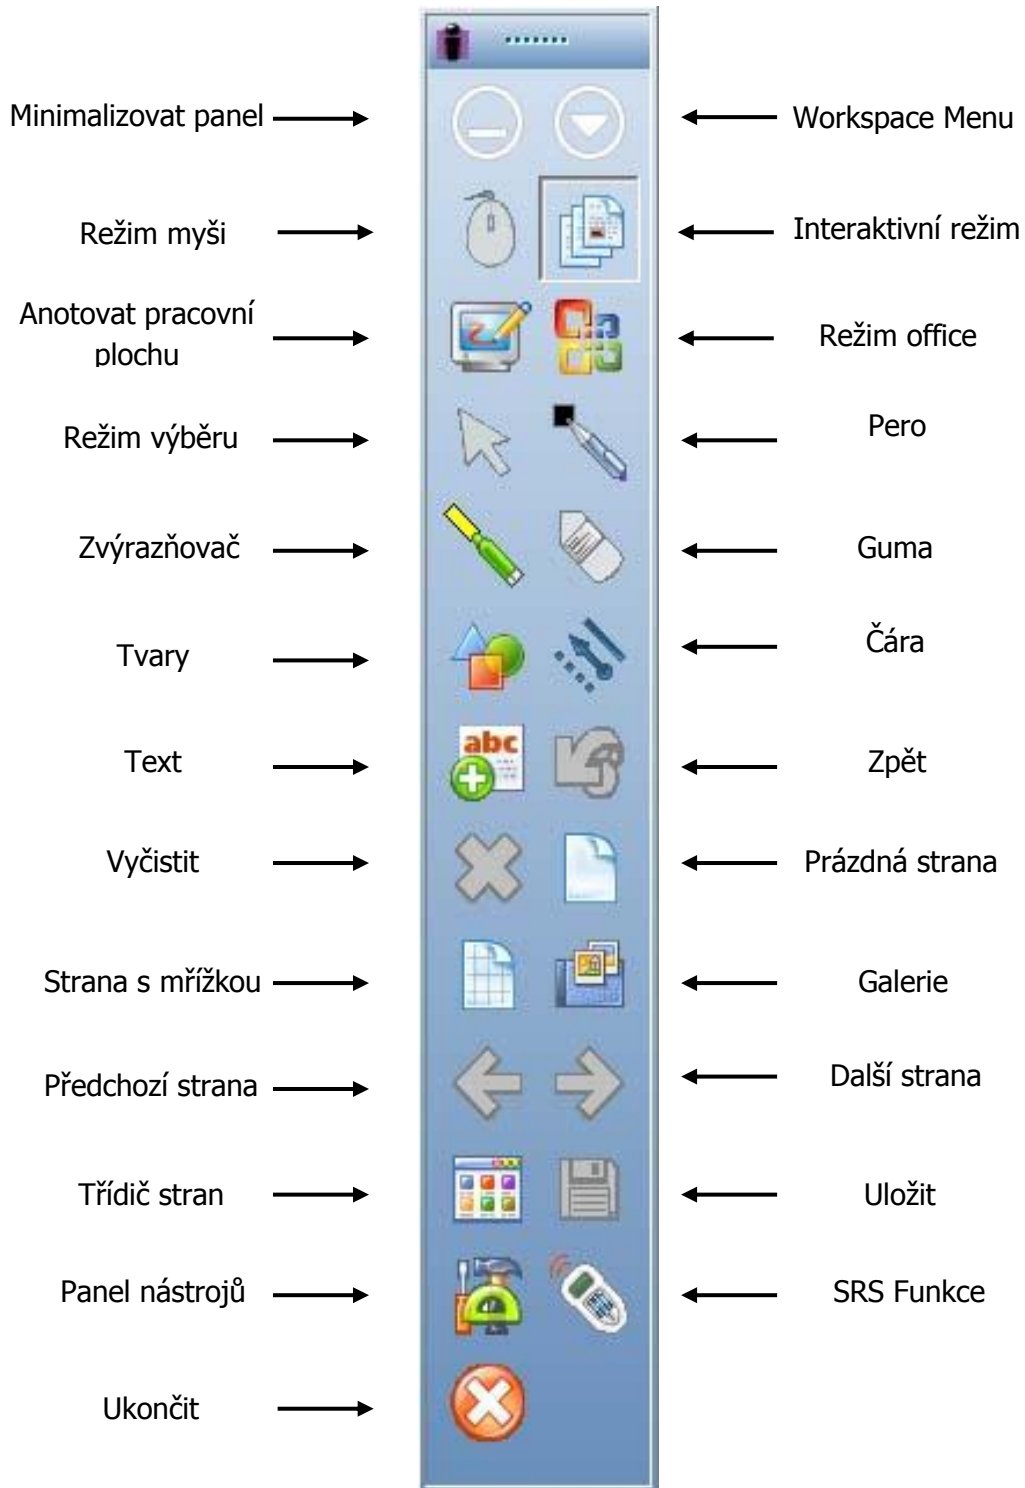 Minimalizovat panel
Workspace Menu
Režim myši
Interaktivní režim
Anotovat pracovní
plochu
Režim office
Režim výběru
Pero
Zvýrazňovač
Guma
Tvary
Čára
abc
Text
Zpět
Vyčistit
Prázdná strana
Strana s mřížkou
Galerie
Předchozí strana
Další strana
Třídič stran
Uložit
Panel nástrojů
SRS Funkce
Ukončit